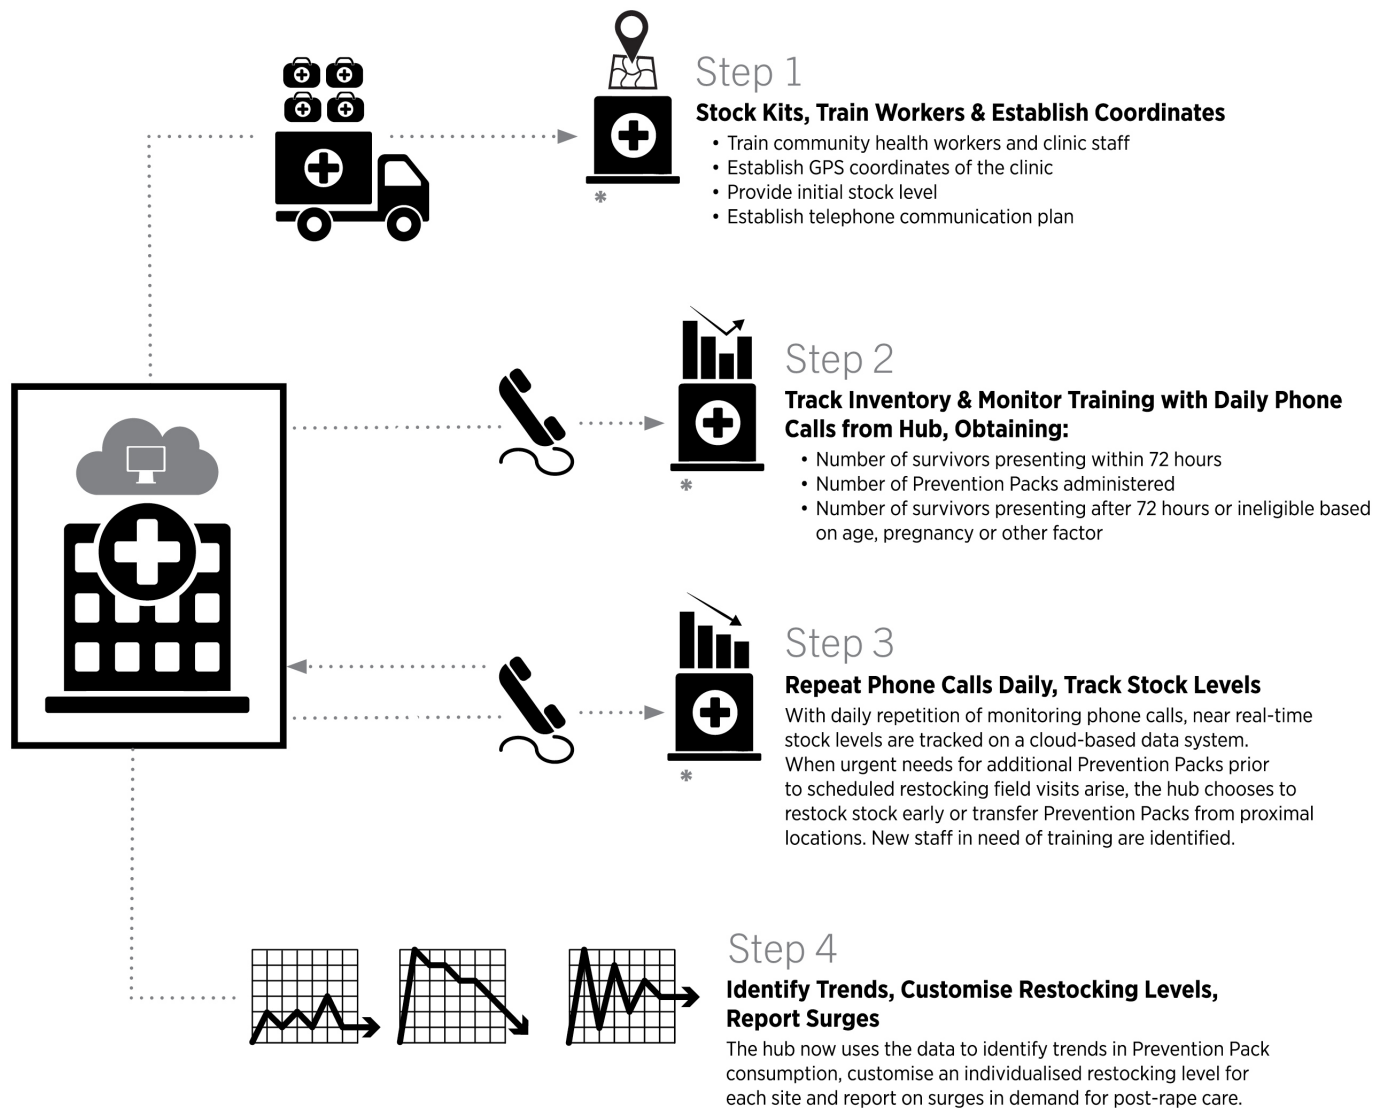 Step 1
Stock Kits, Train Workers & Establish Coordinates
• Train community health workers and clinic staff
• Establish GPS coordinates of the clinic
• Provide initial stock level
• Establish telephone communication plan
*
Step 2
Track Inventory & Monitor Training with Daily Phone
Calls from Hub, Obtaining:
• Number of survivors presenting within 72 hours
• Number of Prevention Packs administered
• Number of survivors presenting after 72 hours or ineligible based
on age, pregnancy or other factor
*
Step 3
Repeat Phone Calls Daily, Track Stock Levels
With daily repetition of monitoring phone calls, near real-time
stock levels are tracked on a cloud-based data system.
When urgent needs for additional Prevention Packs prior
to scheduled restocking field visits arise, the hub chooses to
restock stock early or transfer Prevention Packs from proximal
locations. New staff in need of training are identified.
*
Step 4
Identify Trends, Customise Restocking Levels,
Report Surges
The hub now uses the data to identify trends in Prevention Pack
consumption, customise an individualised restocking level for
each site and report on surges in demand for post-rape care.